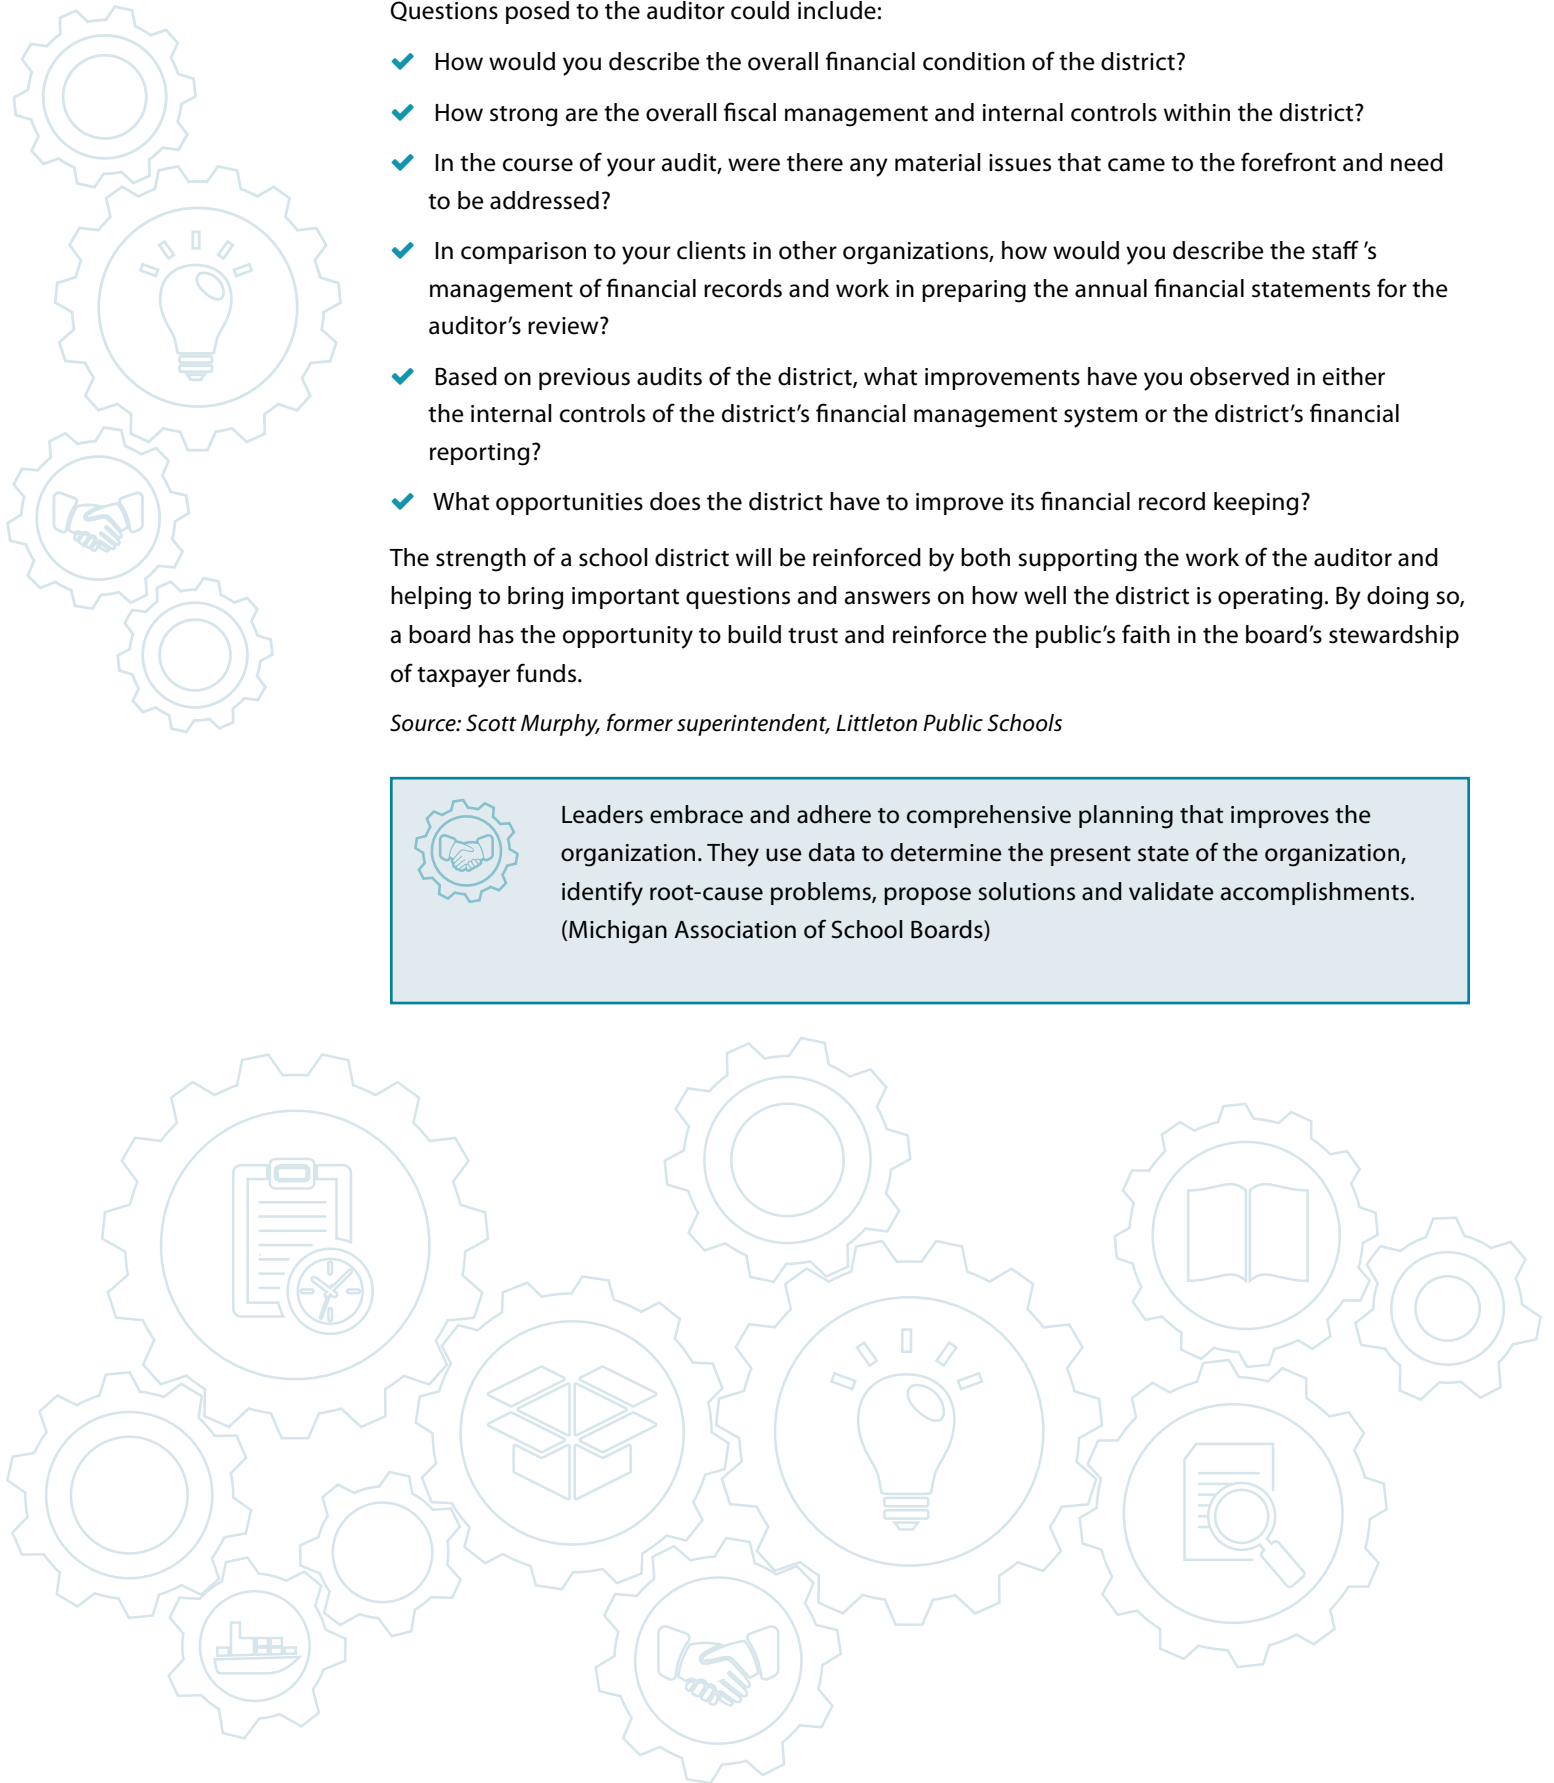 Questions posed to the auditor could include:
How would you describe the overall financial condition of the district?
How strong are the overall fiscal management and internal controls within the district?
In the course of your audit, were there any material issues that came to the forefront and need
to be addressed?
In comparison to your clients in other organizations, how would you describe the staff ’s
management of financial records and work in preparing the annual financial statements for the
auditor’s review?
Based on previous audits of the district, what improvements have you observed in either
the internal controls of the district’s financial management system or the district’s financial
reporting?
What opportunities does the district have to improve its financial record keeping?
The strength of a school district will be reinforced by both supporting the work of the auditor and
helping to bring important questions and answers on how well the district is operating. By doing so,
a board has the opportunity to build trust and reinforce the public’s faith in the board’s stewardship
of taxpayer funds.
Source: Scott Murphy, former superintendent, Littleton Public Schools
Leaders embrace and adhere to comprehensive planning that improves the
organization. They use data to determine the present state of the organization,
identify root-cause problems, propose solutions and validate accomplishments.
(Michigan Association of School Boards)